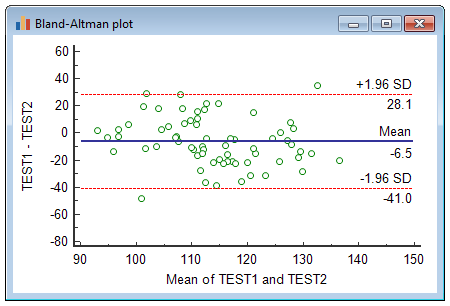 Bland-Altman plot
60
40
20
0
-20
-40
-60
-80
TEST1 - TEST2
+1.96 SD
28.1
Mean
-6.5
-1.96 SD
-41.0
90 100 110 120 130 140 150
Mean of TEST1 and TEST2